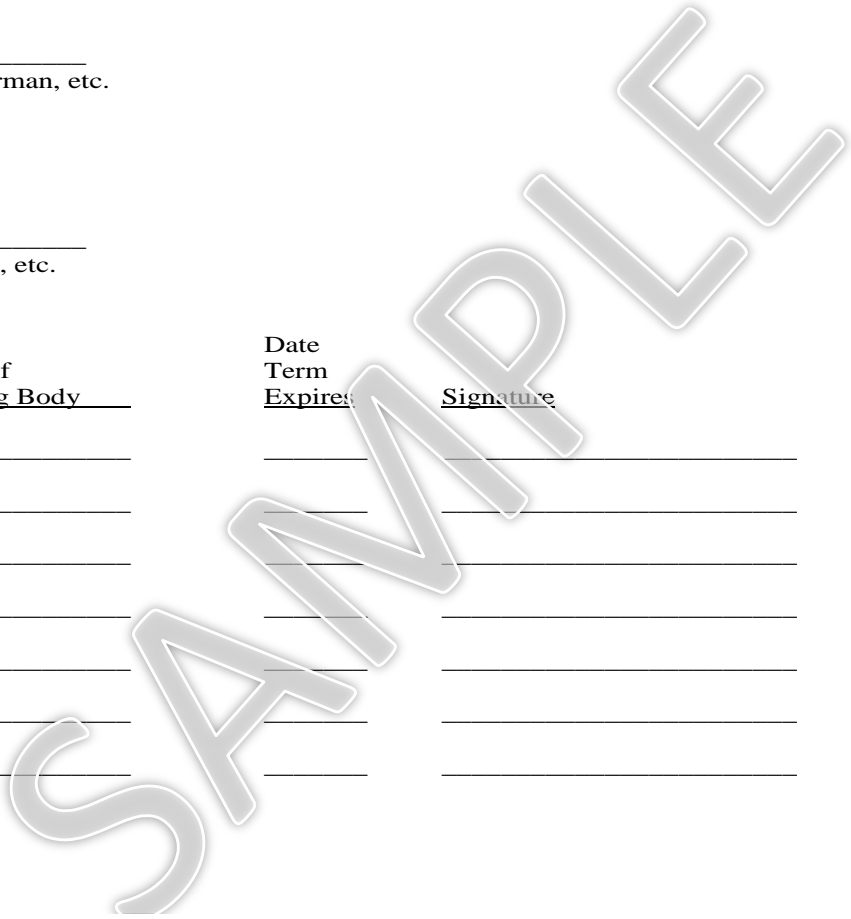 rman, etc.
, etc.
Date
f Term
g Body Expires Signature
SAMPLE